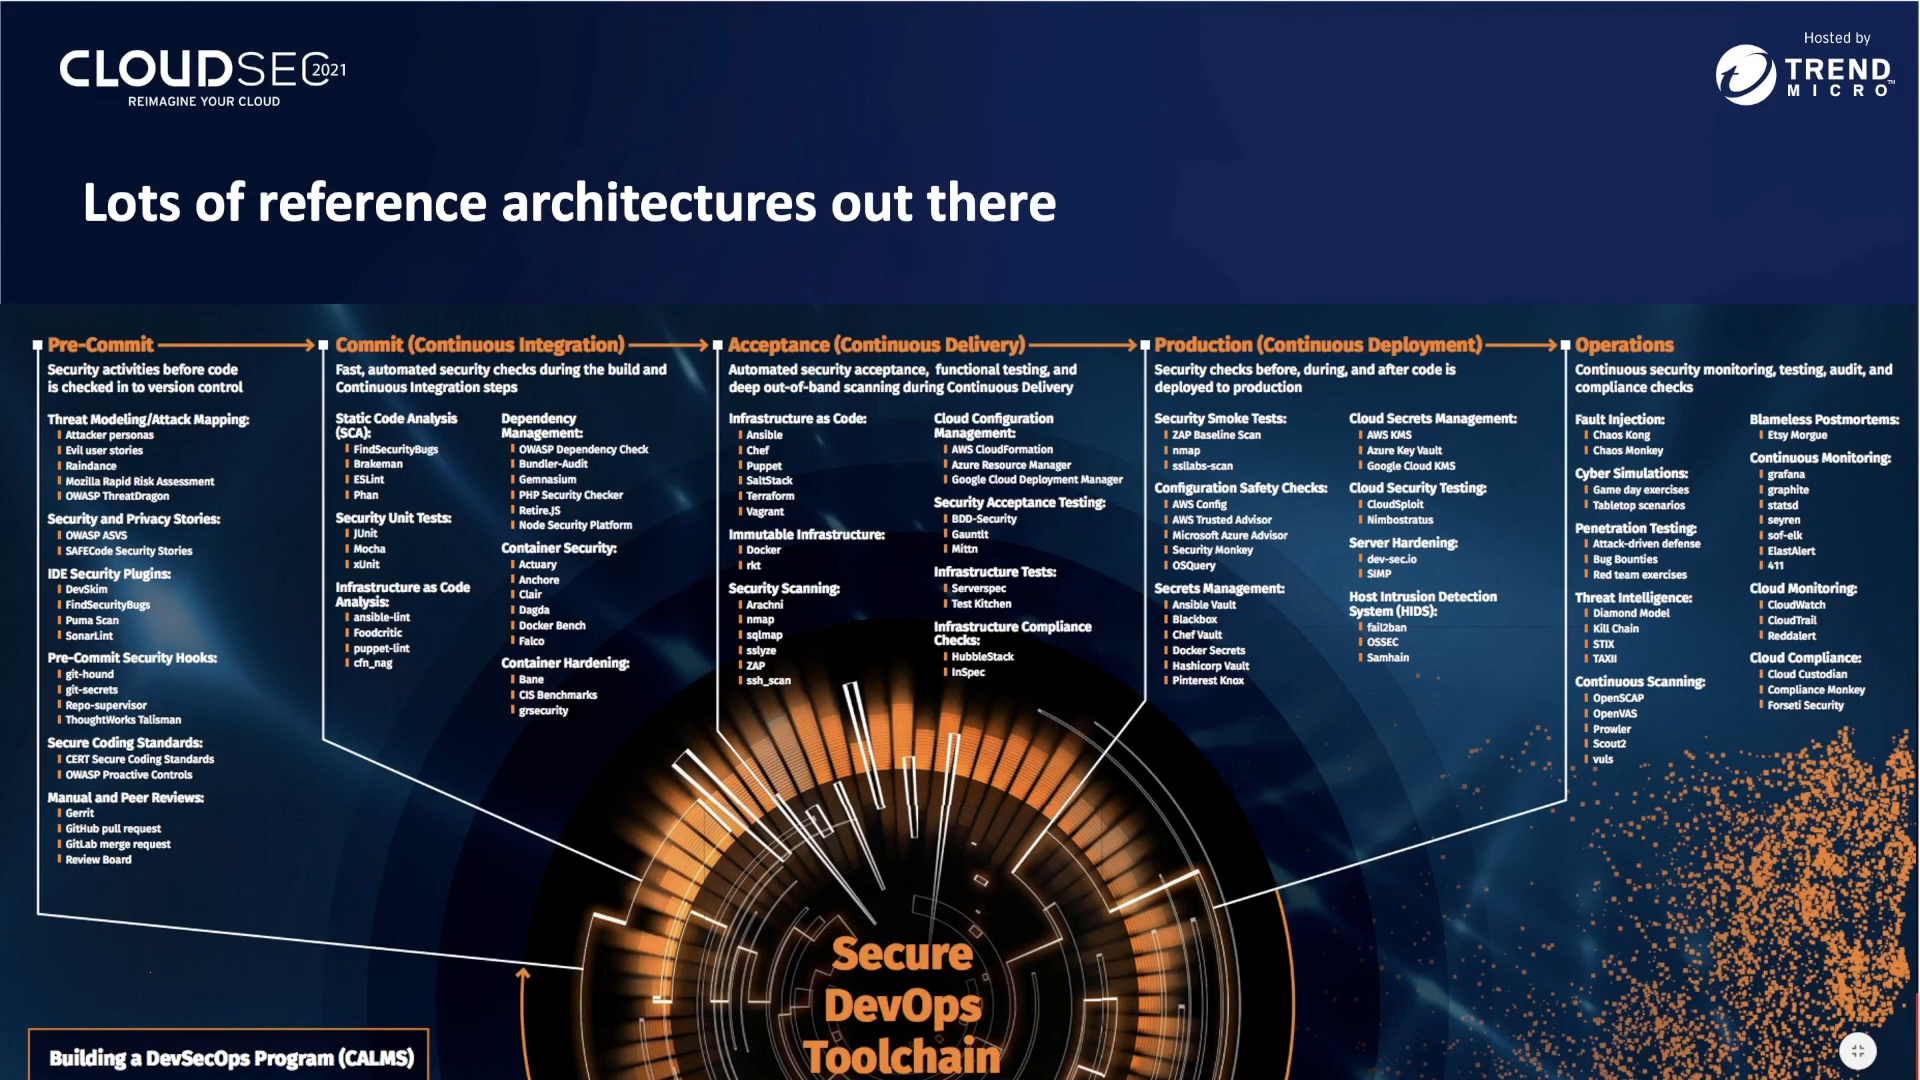 CLOUDSEC 2021
REIMAGINE YOUR CLOUD
Hosted by
TREND
MICRO™
Lots of reference architectures out there
Pre-Commit
Security activities before code
is checked in to version control
Threat Modeling/Attack Mapping:
Attacker personas
Evil user stories
Raindance
Mozilla Rapid Risk Assessment
OWASP ThreatDragon
Security and Privacy Stories:
OWASP ASVS
SAFECode Security Stories
IDE Security Plugins:
DevSkim
FindSecurityBugs
Puma Scan
SonarLint
Pre-Commit Security Hooks:
git-hound
git-secrets
Repo-supervisor
ThoughtWorks Talisman
Secure Coding Standards:
CERT Secure Coding Standards
OWASP Proactive Controls
Manual and Peer Reviews:
Gerrit
GitHub pull request
GitLab merge request
Review Board
Commit (Continuous Integration)
Fast, automated security checks during the build and
Continuous Integration steps
Static Code Analysis
(SCA):
FindSecurityBugs
Brakeman
ESLint
Phan
Security Unit Tests:
JUnit
Mocha
xUnit
Infrastructure as Code
Analysis:
ansible-lint
Foodcritic
puppet-lint
cfn_nag
Dependency
Management:
OWASP Dependency Check
Bundler-Audit
Gemnasium
PHP Security Checker
Retire.JS
Node Security Platform
Container Security:
Actuary
Anchore
Clair
Dagda
Docker Bench
Falco
Container Hardening:
Bane
CIS Benchmarks
grsecurity
Acceptance (Continuous Delivery)
Automated security acceptance, functional testing, and
deep out-of-band scanning during Continuous Delivery
Infrastructure as Code:
Ansible
Chef
Puppet
SaltStack
Terraform
Vagrant
Immutable Infrastructure:
Docker
rkt
Security Scanning:
Arachni
nmap
sqlmap
sslyze
ZAP
ssh_scan
Cloud Configuration
Management:
AWS CloudFormation
Azure Resource Manager
Google Cloud Deployment Manager
Security Acceptance Testing:
BDD-Security
Gauntlt
Mittn
Infrastructure Tests:
Serverspec
Test Kitchen
Infrastructure Compliance
Checks:
HubbleStack
InSpec
Production (Continuous Deployment)
Security checks before, during, and after code is
deployed to production
Security Smoke Tests:
ZAP Baseline Scan
nmap
ssllabs-scan
Configuration Safety Checks:
AWS Config
AWS Trusted Advisor
Microsoft Azure Advisor
Security Monkey
OSQuery
Secrets Management:
Ansible Vault
Blackbox
Chef Vault
Docker Secrets
Hashicorp Vault
Pinterest Knox
Cloud Secrets Management:
AWS KMS
Azure Key Vault
Google Cloud KMS
Cloud Security Testing:
CloudSploit
Nimbostratus
Server Hardening:
dev-sec.io
SIMP
Host Intrusion Detection
System (HIDS):
fail2ban
OSSEC
Samhain
Operations
Continuous security monitoring, testing, audit, and
compliance checks
Fault Injection:
Chaos Kong
Chaos Monkey
Cyber Simulations:
Game day exercises
Tabletop scenarios
Penetration Testing:
Attack-driven defense
Bug Bounties
Red team exercises
Threat Intelligence:
Diamond Model
Kill Chain
STIX
TAXII
Continuous Scanning:
OpenSCAP
OpenVAS
Prowler
Scout2
vuls
Blameless Postmortems:
Etsy Morgue
Continuous Monitoring:
grafana
graphite
statsd
seyren
sof-elk
ElastAlert
411
Cloud Monitoring:
CloudWatch
CloudTrail
Reddalert
Cloud Compliance:
Cloud Custodian
Compliance Monkey
Forseti Security
Secure
DevOps
Toolchain
Building a DevSecOps Program (CALMS)